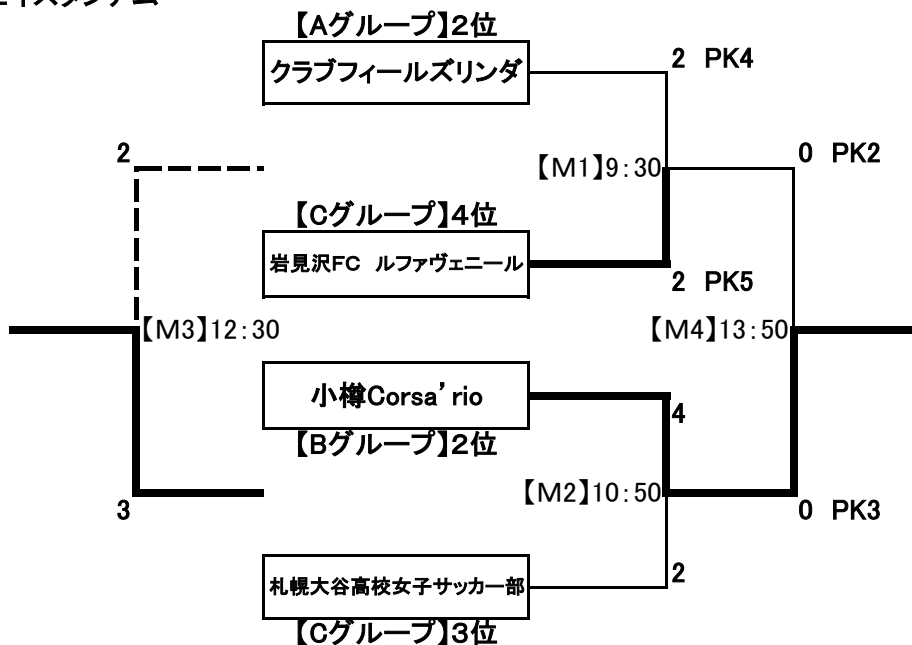 【Aグループ】2位
クラブフィールズリンダ
2 PK4
2
【M1】9:30
0 PK2
【Cグループ】4位
岩見沢FC ルファヴェニール
2 PK5
【M3】12:30
【M4】13:50
小樽Corsa'rio
4
【Bグループ】2位
【M2】10:50
3
0 PK3
札幌大谷高校女子サッカー部
2
【Cグループ】3位